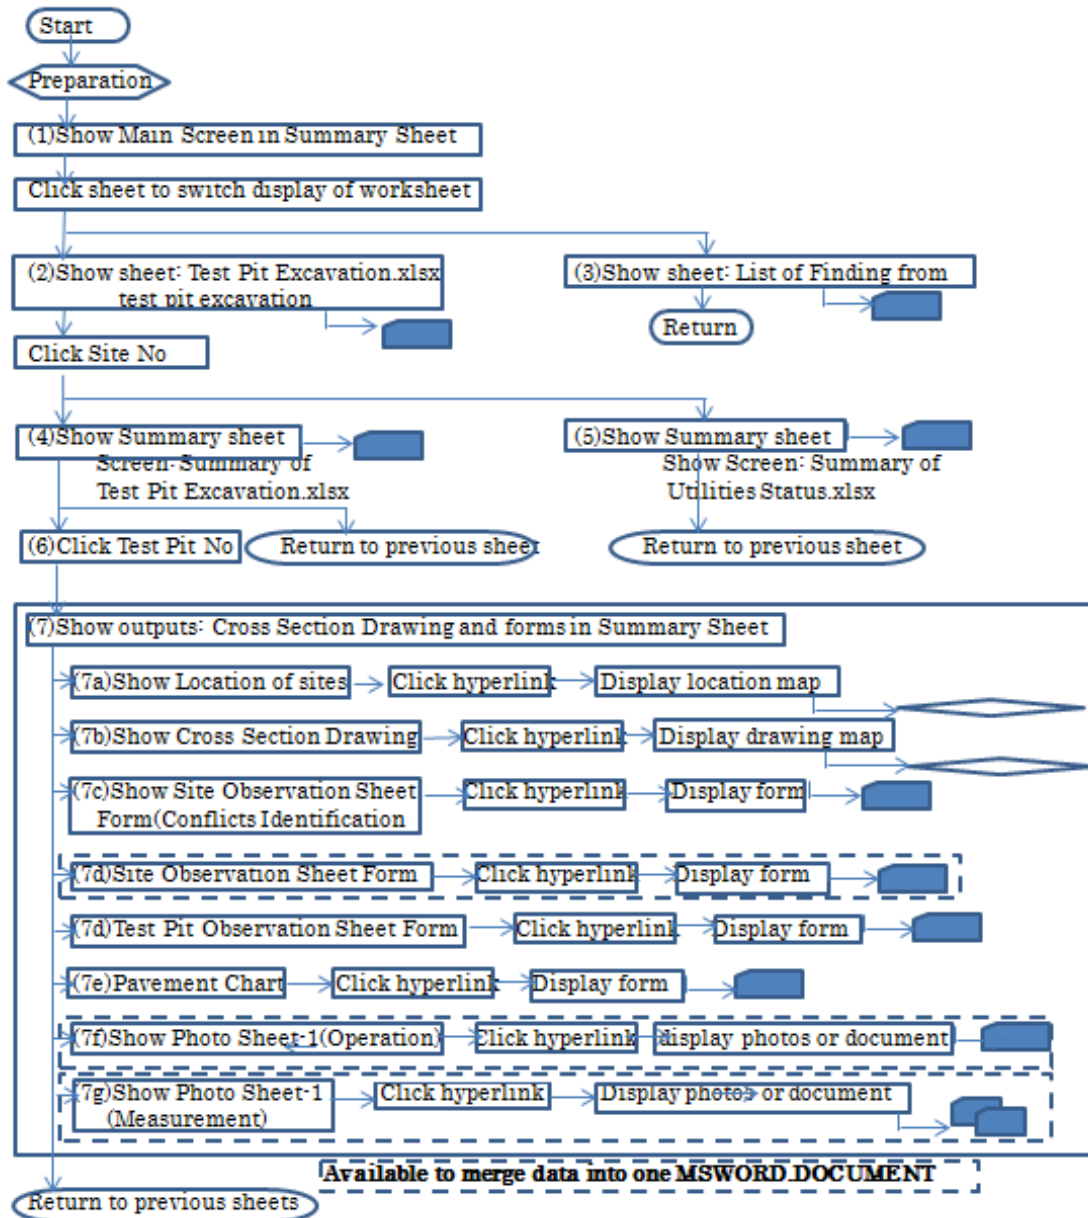 Start
Preparation
(1)Show Main Screen in Summary Sheet
Click sheet to switch display of worksheet
(2)Show sheet: Test Pit Excavation.xlsx
test pit excavation
(3)Show sheet: List of Finding from
Return
Click Site No
(4)Show Summary sheet
Screen: Summary of
Test Pit Excavation.xlsx
(5)Show Summary sheet
Show Screen: Summary of
Utilities Status.xlsx
(6)Click Test Pit No
Return to previous sheet
Return to previous sheet
(7)Show outputs: Cross Section Drawing and forms in Summary Sheet
(7a)Show Location of sites
Click hyperlink
Display location map
(7b)Show Cross Section Drawing
Click hyperlink
Display drawing map
(7c)Show Site Observation Sheet
Form(Conflicts Identification
Click hyperlink
Display form
(7d)Site Observation Sheet Form
Click hyperlink
Display form
(7d)Test Pit Observation Sheet Form
Click hyperlink
Display form
(7e)Pavement Chart
Click hyperlink
Display form
(7f)Show Photo Sheet-1(Operation)
Click hyperlink
display photos or document
7g)Show Photo Sheet-1
(Measurement)
Click hyperlink
Display photos or document
Available to merge data into one MSWORD.DOCUMENT
Return to previous sheets